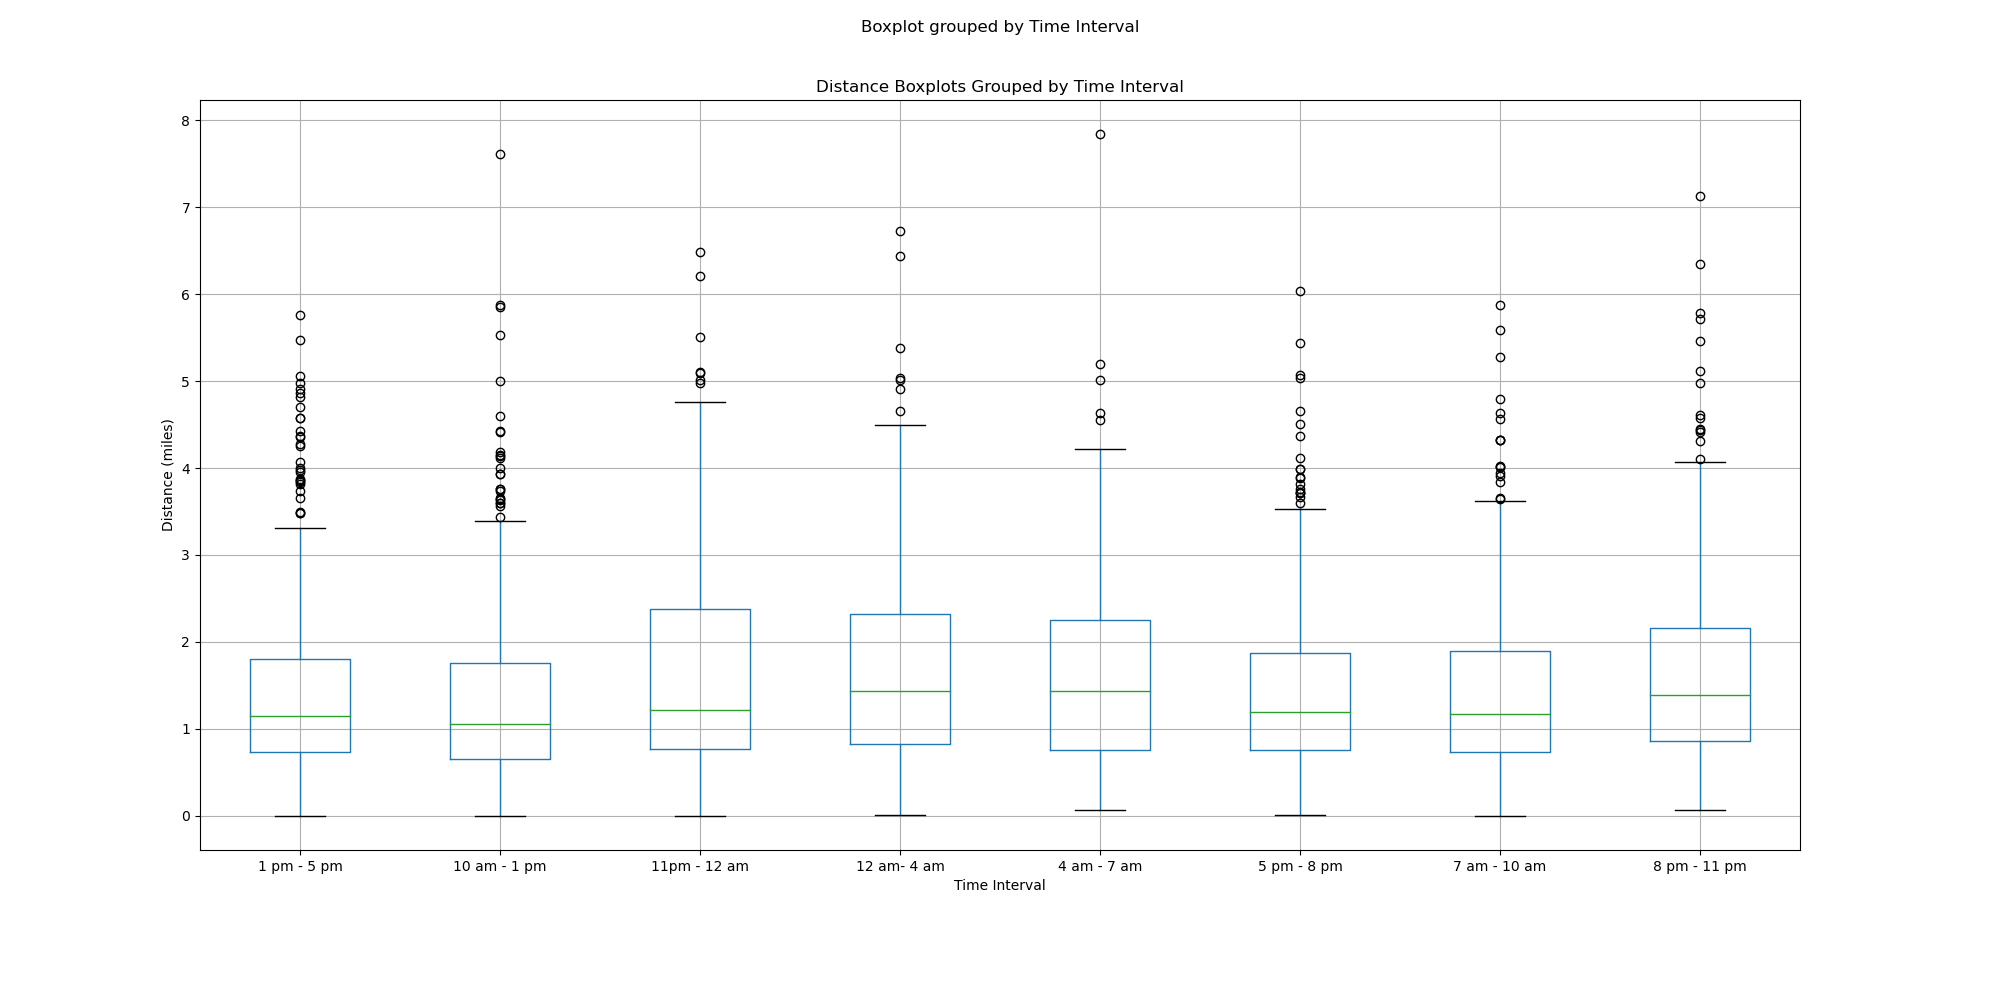 Boxplot grouped by Time Interval
Distance Boxplots Grouped by Time Interval
8
7
6
5
4
3
2
1
0
Distance (miles)
1 pm - 5 pm
10 am - 1 pm
11pm - 12 am
12 am- 4 am
4 am - 7 am
5 pm - 8 pm
7 am - 10 am
8 pm - 11 pm
Time Interval